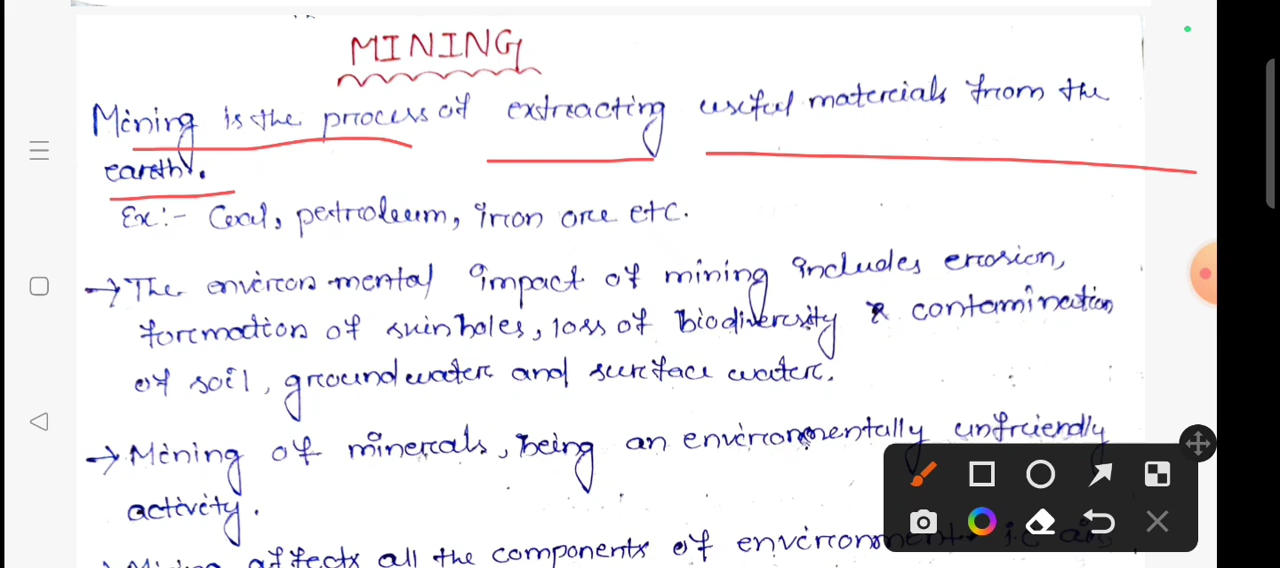 MINING
Mining is the process of extracting useful materials from the
earth.
Ex:- Coal, petroleum, iron ore etc.
→ The environ-mental impact of mining includes erosion,
formation of sinkholes, loss of biodiversity & contamination
of soil, groundwater and surface water.
→ Mining of minerals, being an environmentally unfriendly
activity.
affects all the components of environment i.e